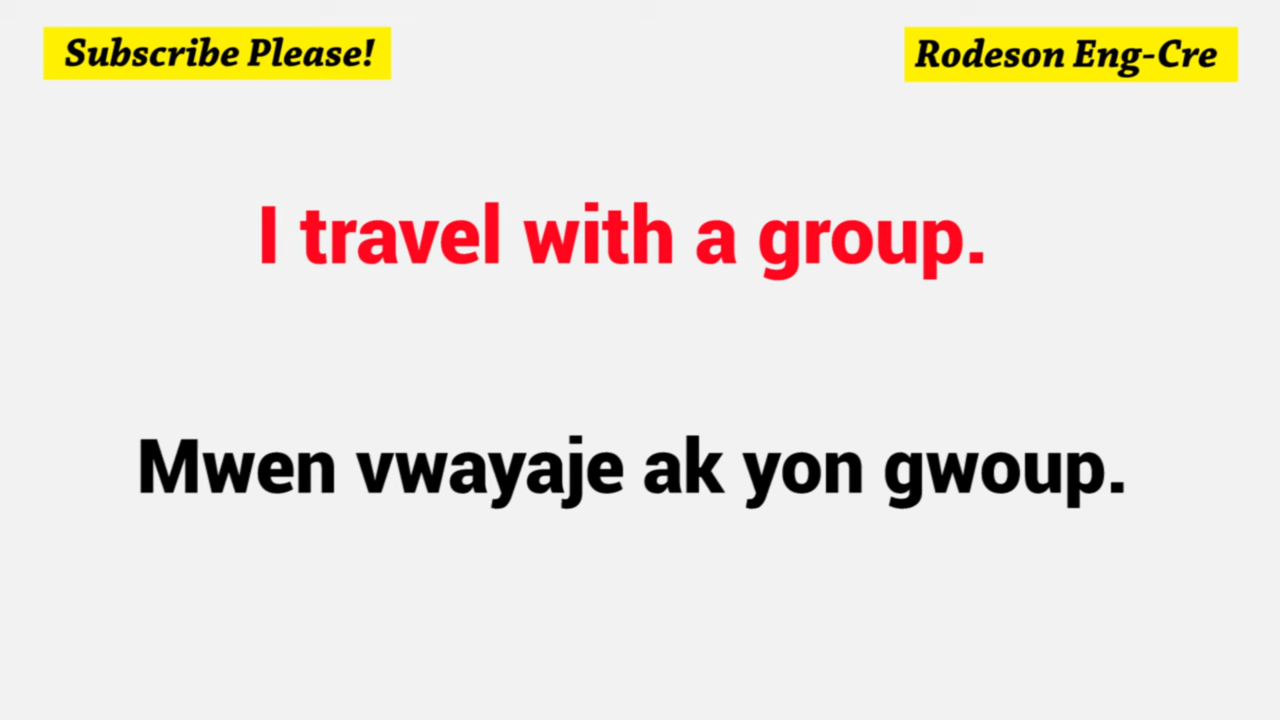 Subscribe Please!
Rodeson Eng-Cre
I travel with a group.
Mwen vwayaje ak yon gwoup.